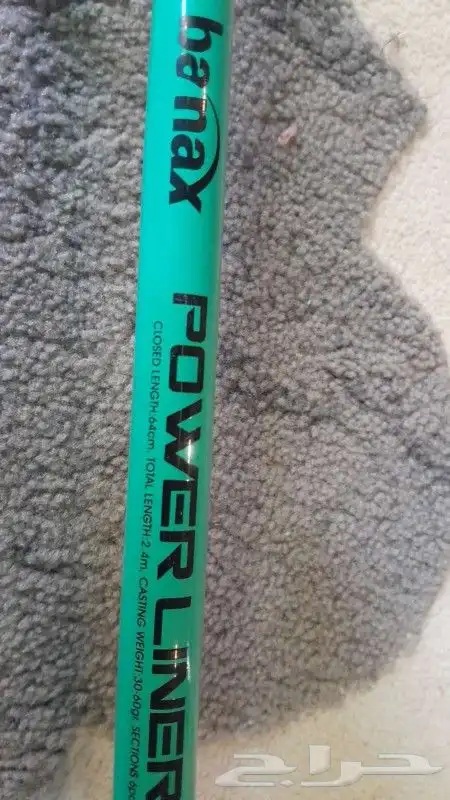 banax
POWER LINER
CLOSED LENGTH:64cm. TOTAL LENGTH:2.4m. CASTING WEIGHT:30-60gr. SECTIONS
حراج